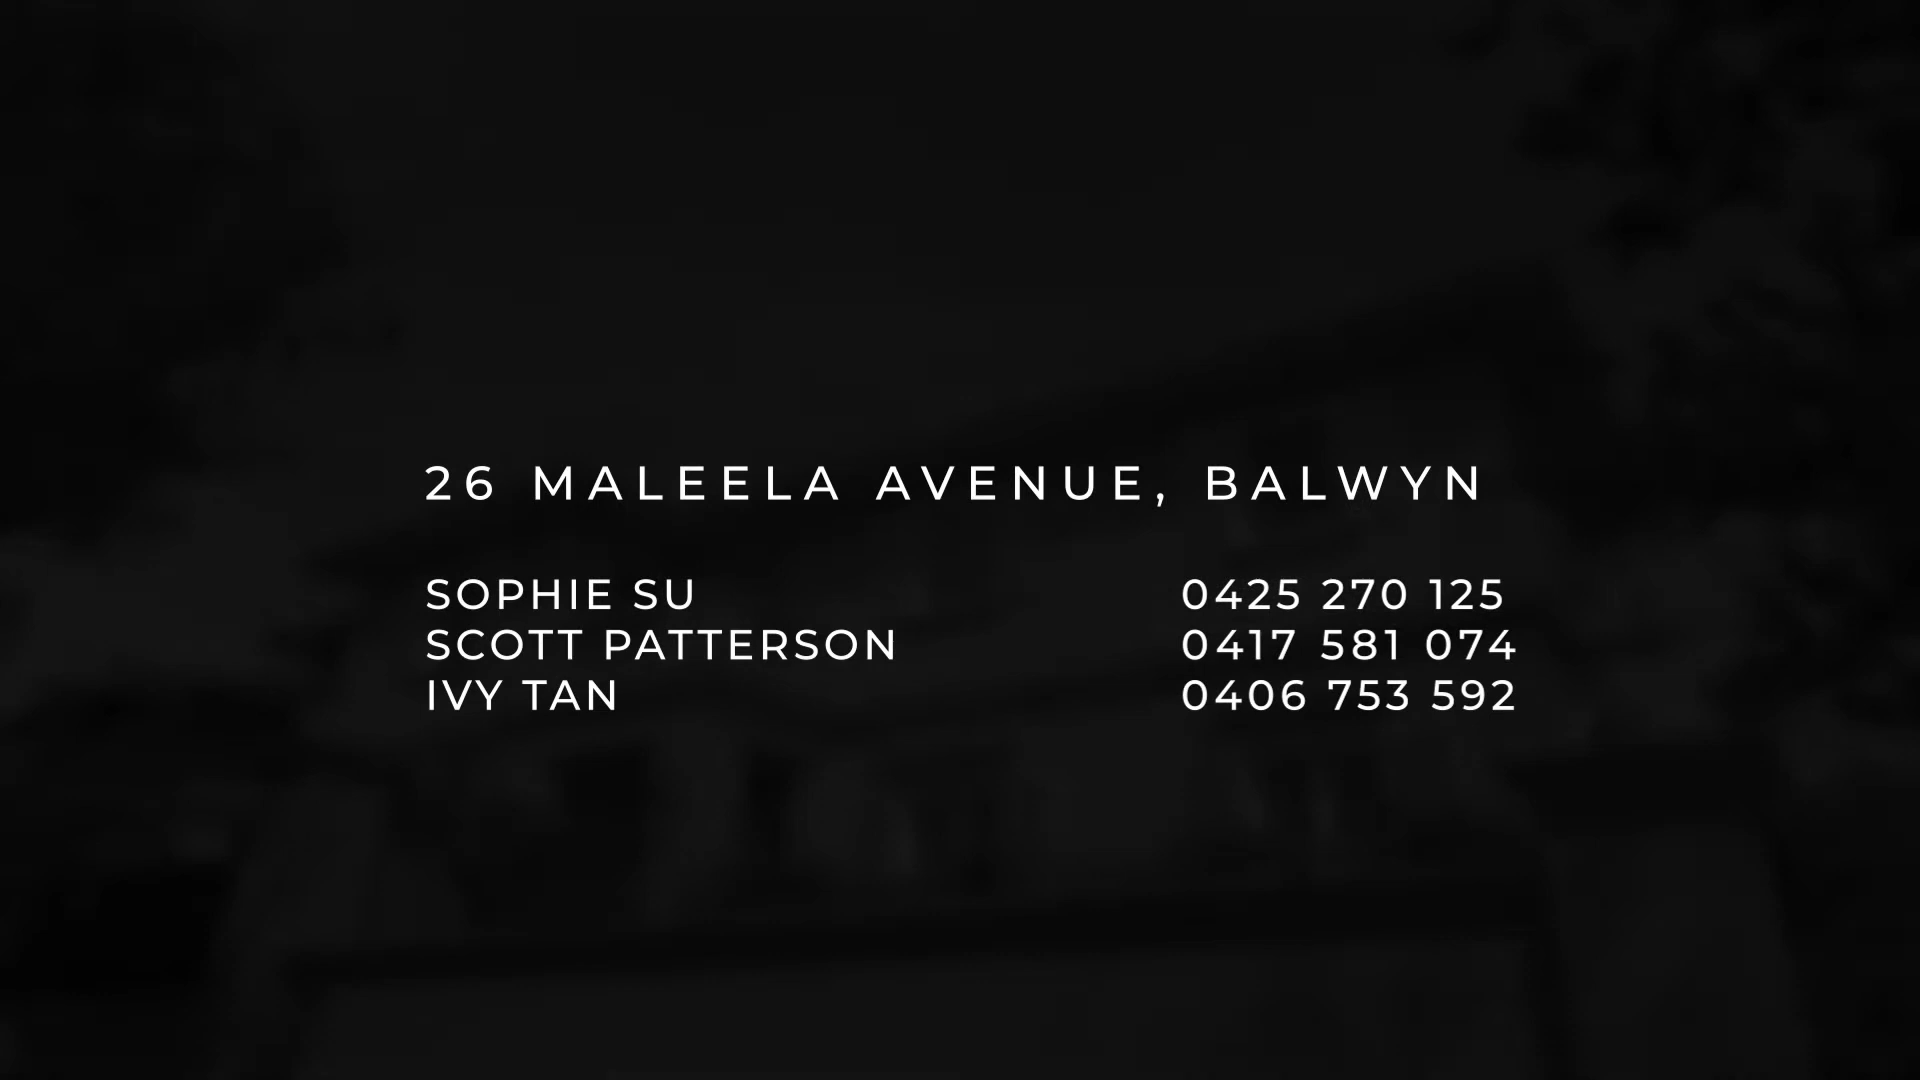 26 MALEELA AVENUE, BALWYN
SOPHIE SU 0425 270 125
SCOTT PATTERSON 0417 581 074
IVY TAN 0406 753 592